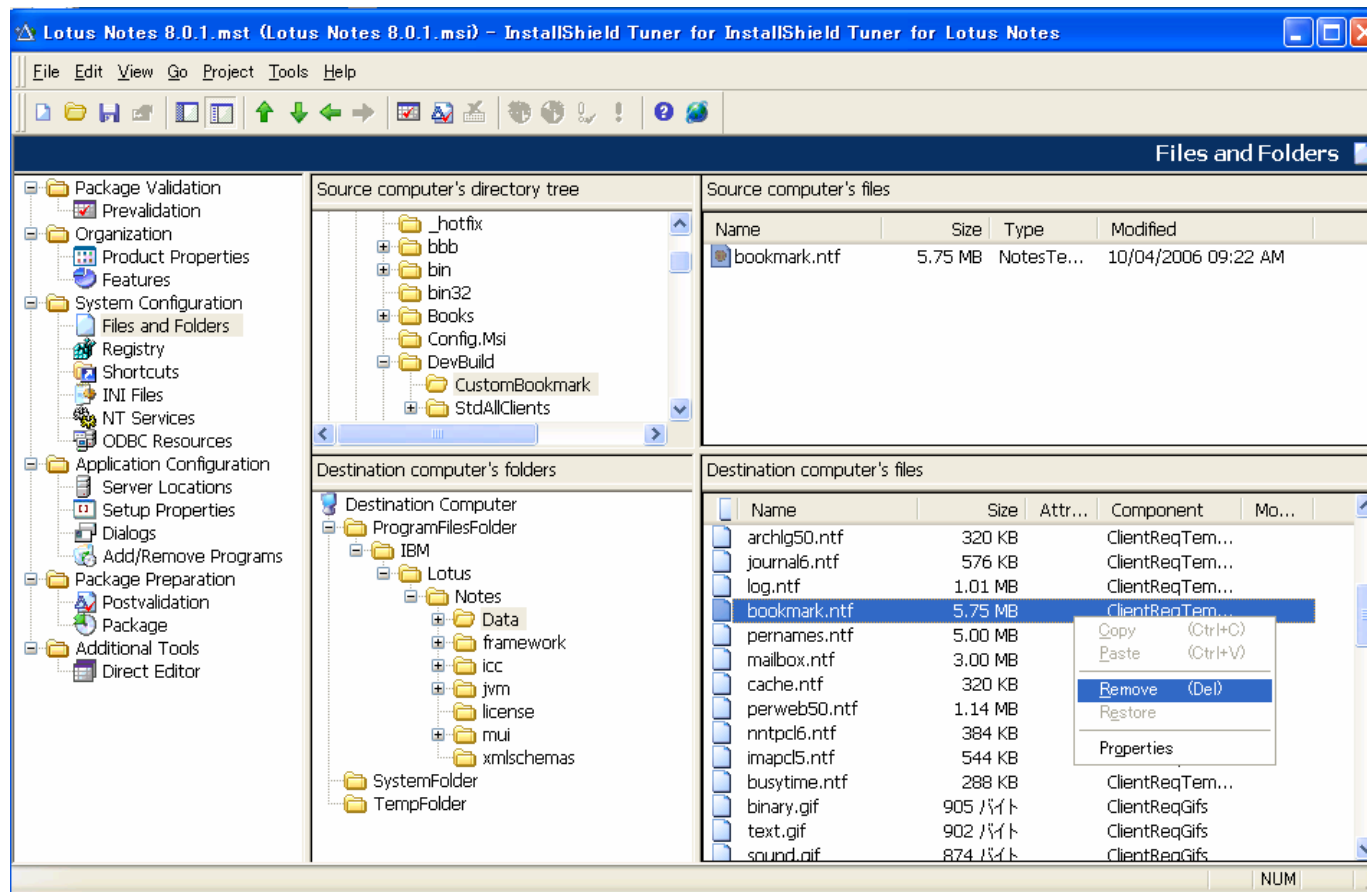 Lotus Notes 8.0.1.mst (Lotus Notes 8.0.1.msi) - InstallShield Tuner for InstallShield Tuner for Lotus Notes
File Edit View Go Project Tools Help
Files and Folders
Package Validation
Prevalidation
Organization
Product Properties
Features
System Configuration
Files and Folders
Registry
Shortcuts
INI Files
NT Services
ODBC Resources
Application Configuration
Server Locations
Setup Properties
Dialogs
Add/Remove Programs
Package Preparation
Postvalidation
Package
Additional Tools
Direct Editor
Source computer's directory tree
_hotfix
bbb
bin
bin32
Books
Config.Msi
DevBuild
CustomBookmark
StdAllClients
Source computer's files
Name Size Type Modified
bookmark.ntf 5.75 MB NotesTe... 10/04/2006 09:22 AM
Destination computer's folders
Destination Computer
ProgramFilesFolder
IBM
Lotus
Notes
Data
framework
icc
jvm
license
mui
xmlschemas
SystemFolder
TempFolder
Destination computer's files
Name Size Attr... Component Mo...
archlg50.ntf 320 KB ClientReqTem...
journal6.ntf 576 KB ClientReqTem...
log.ntf 1.01 MB ClientReqTem...
bookmark.ntf 5.75 MB ClientReqTem...
pernames.ntf 5.00 MB
mailbox.ntf 3.00 MB
cache.ntf 320 KB
perweb50.ntf 1.14 MB
nntpcl6.ntf 384 KB
imapcl5.ntf 544 KB
busytime.ntf 288 KB ClientReqTem...
binary.gif 905 バイト ClientReqGifs
text.gif 902 バイト ClientReqGifs
sound.gif 874 バイト ClientReqGifs
Copy (Ctrl+C)
Paste (Ctrl+V)
Remove (Del)
Restore
Properties
NUM